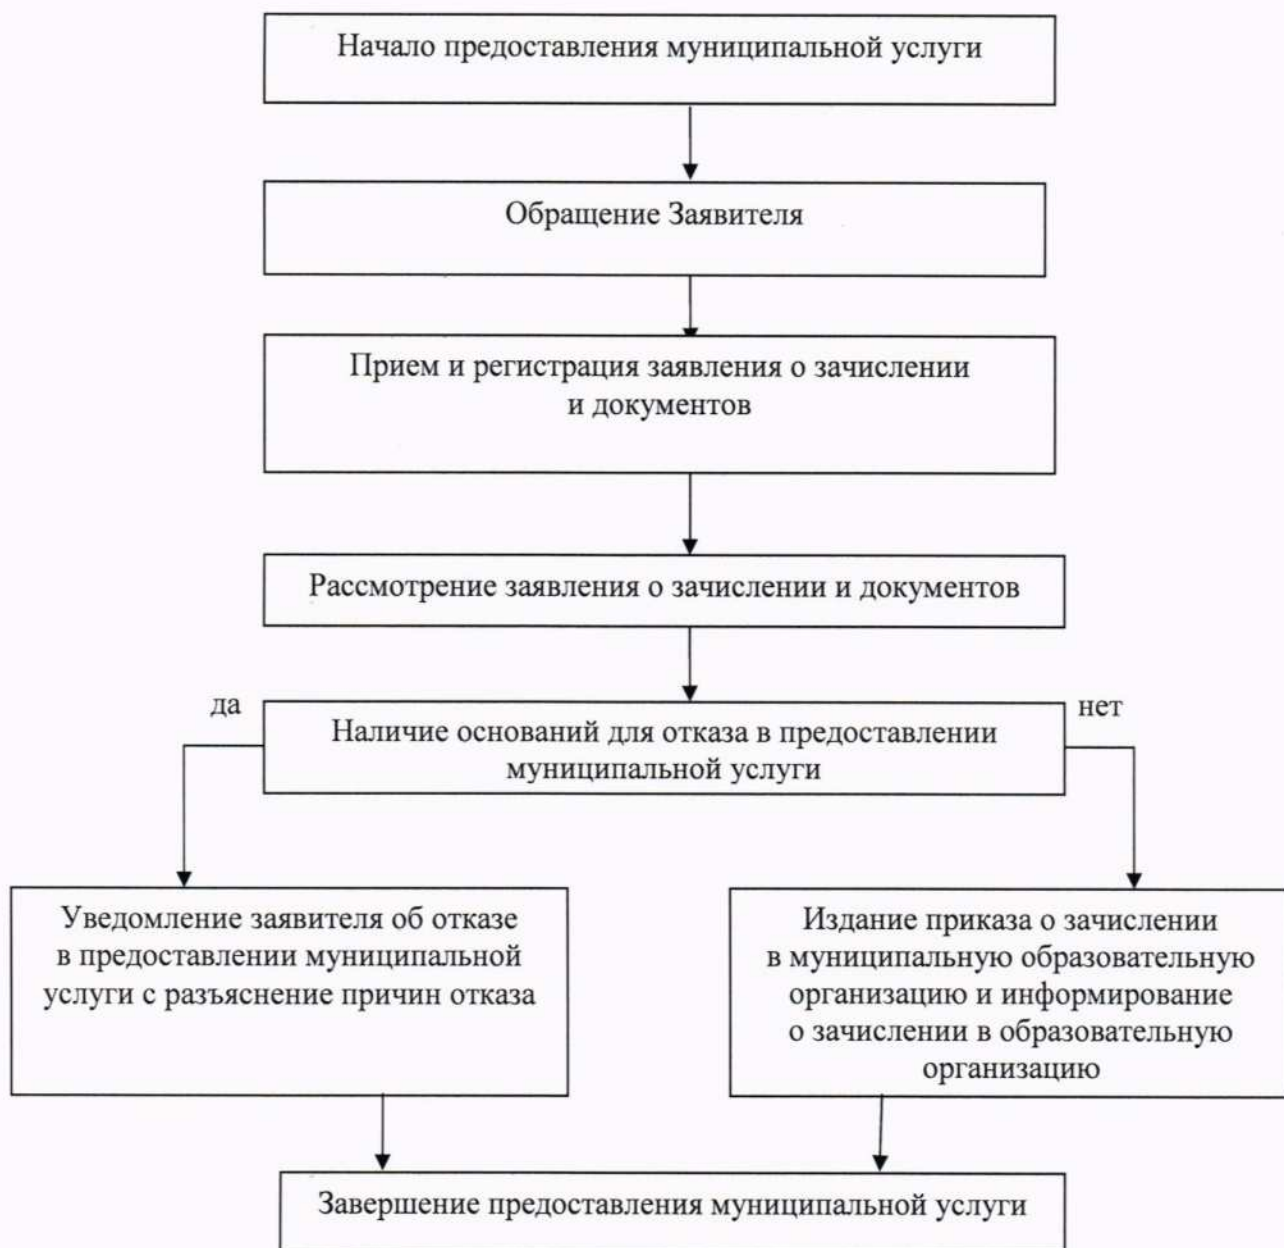 Начало предоставления муниципальной услуги
Обращение Заявителя
Прием и регистрация заявления о зачислении
и документов
Рассмотрение заявления о зачислении и документов
да
нет
Наличие оснований для отказа в предоставлении
муниципальной услуги
Уведомление заявителя об отказе
в предоставлении муниципальной
услуги с разъяснение причин отказа
Издание приказа о зачислении
в муниципальную образовательную
организацию и информирование
о зачислении в образовательную
организацию
Завершение предоставления муниципальной услуги